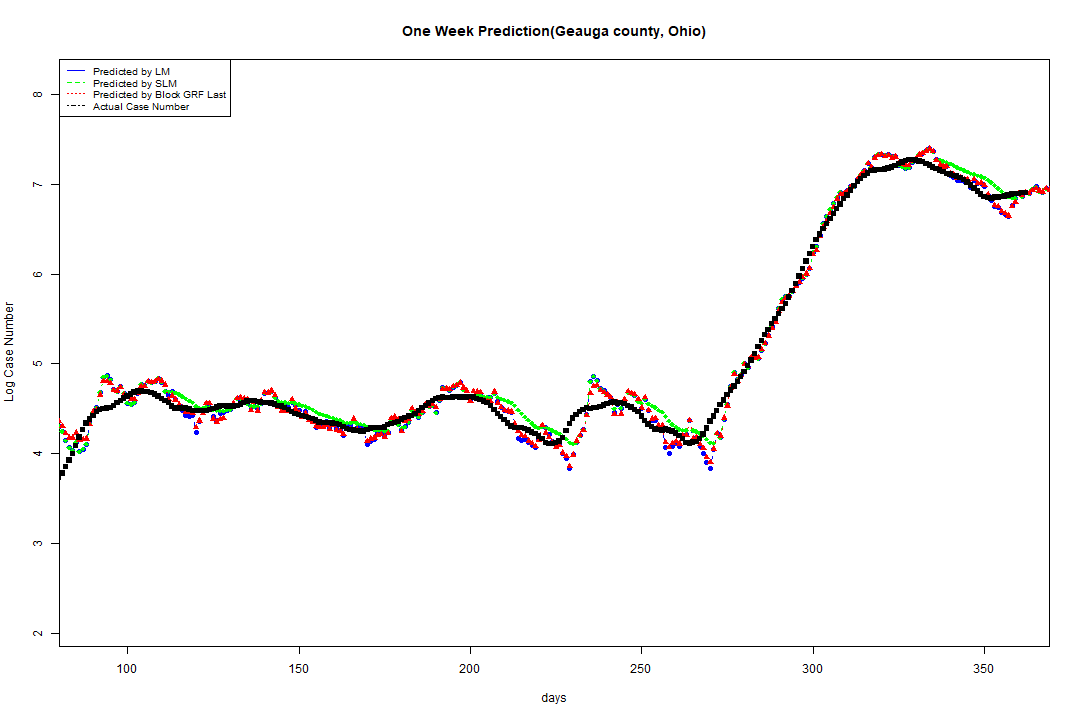 One Week Prediction(Geauga county, Ohio)
Predicted by LM
Predicted by SLM
Predicted by Block GRF Last
Actual Case Number
8
7
6
5
4
3
2
Log Case Number
100 150 200 250 300 350
days